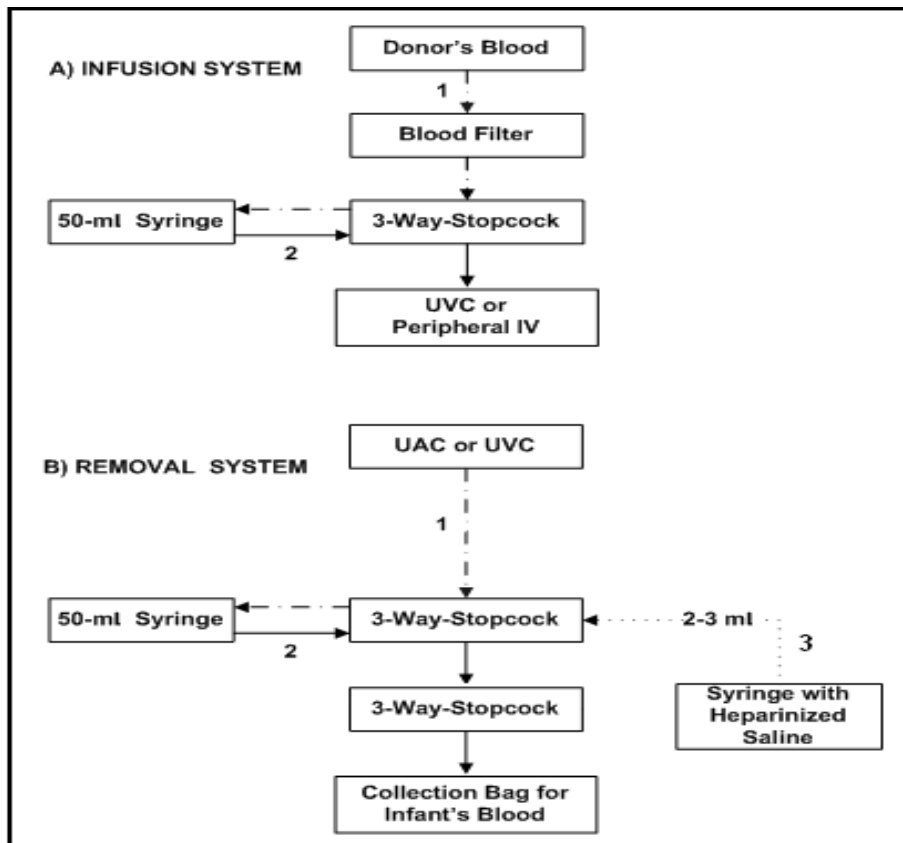 Donor's Blood
A) INFUSION SYSTEM
1
Blood Filter
50-ml Syringe
3-Way-Stopcock
2
UVC or
Peripheral IV
UAC or UVC
B) REMOVAL SYSTEM
1
50-ml Syringe
3-Way-Stopcock
2-3 ml
2
3
3-Way-Stopcock
Syringe with
Heparinized
Saline
Collection Bag for
Infant's Blood